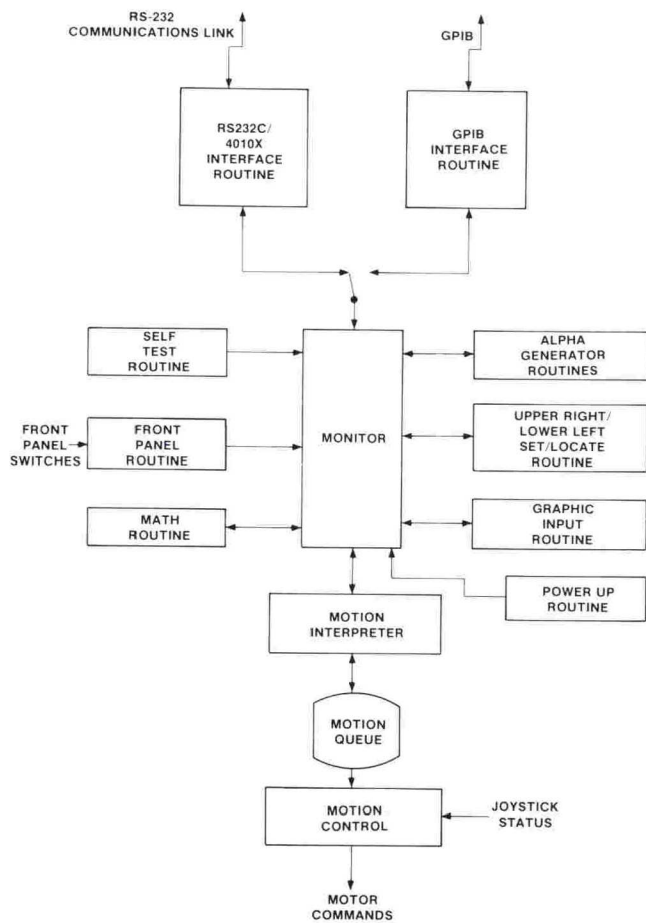 RS-232
COMMUNICATIONS LINK
GPIB
RS232C/
4010X
INTERFACE
ROUTINE
GPIB
INTERFACE
ROUTINE
SELF
TEST
ROUTINE
ALPHA
GENERATOR
ROUTINES
FRONT
PANEL
SWITCHES
FRONT
PANEL
ROUTINE
MONITOR
UPPER RIGHT/
LOWER LEFT
SET/LOCATE
ROUTINE
MATH
ROUTINE
GRAPHIC
INPUT
ROUTINE
POWER UP
ROUTINE
MOTION
INTERPRETER
MOTION
QUEUE
MOTION
CONTROL
JOYSTICK
STATUS
MOTOR
COMMANDS